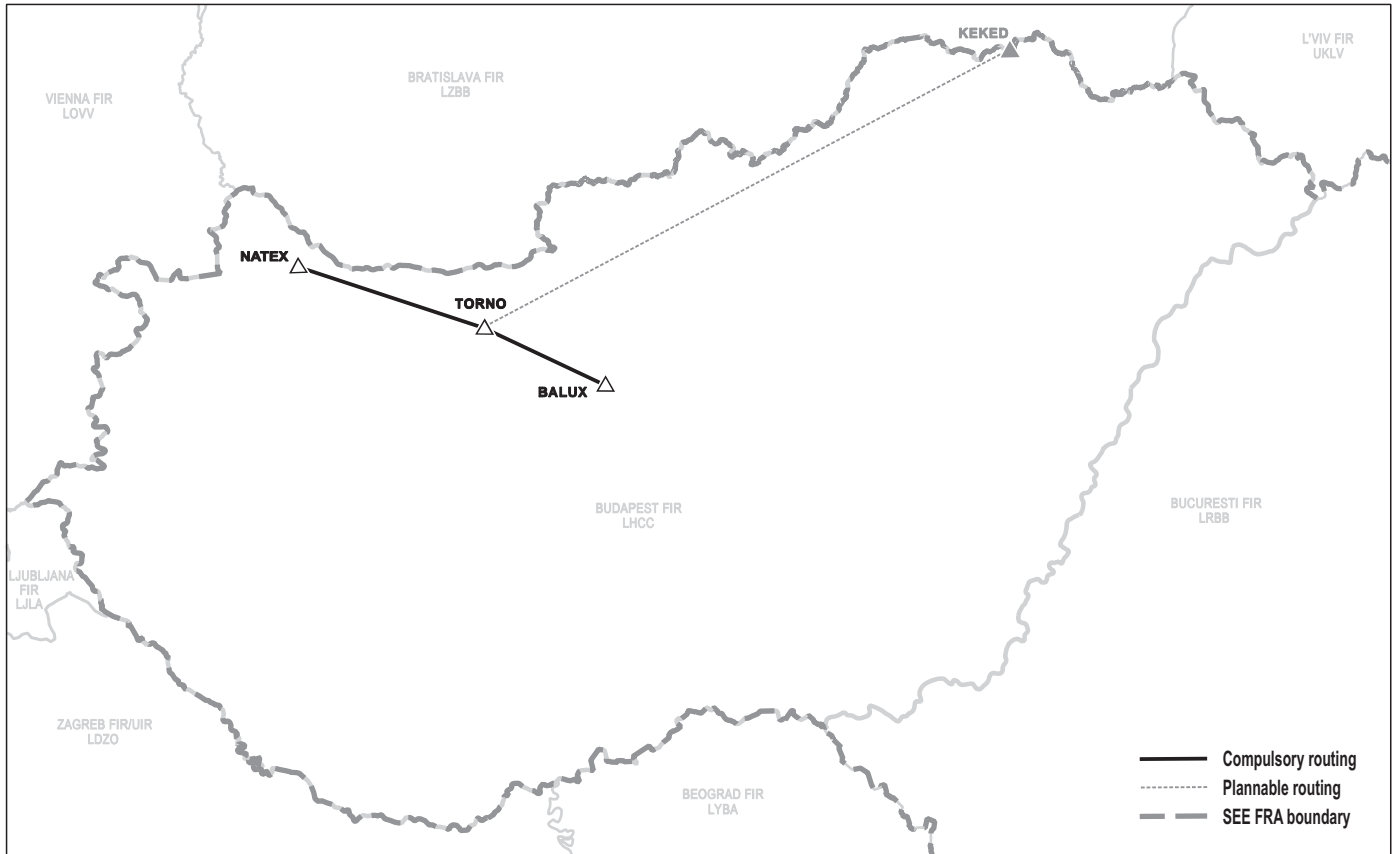 KEKED
L'VIV FIR
UKLV
BRATISLAVA FIR
LZBB
VIENNA FIR
LOVV
NATEX
TORNO
BALUX
BUDAPEST FIR
LHCC
BUCURESTI FIR
LRBB
LJUBLJANA
FIR
LJLA
ZAGREB FIR/UIR
LDZO
BEOGRAD FIR
LYBA
Compulsory routing
Plannable routing
SEE FRA boundary